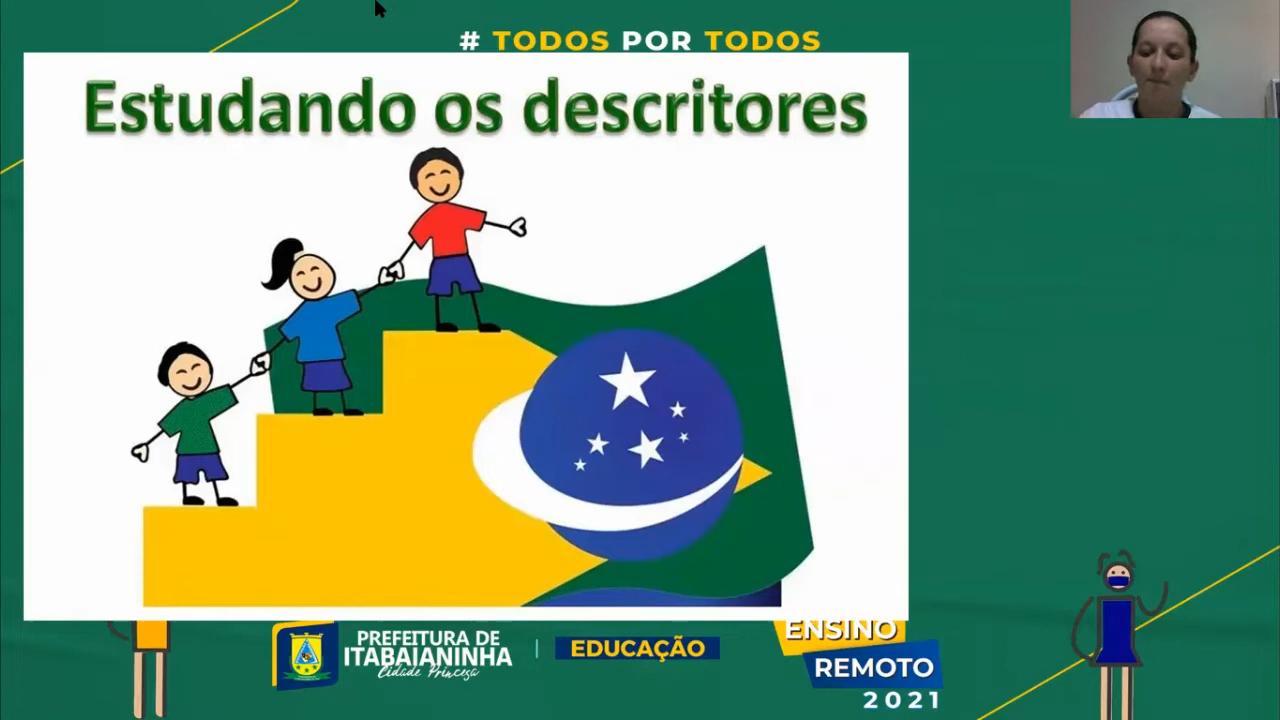 # TODOS POR TODOS
Estudando os descritores
PREFEITURA DE
ITABAIANINHA
Cidade Princesa
EDUCAÇÃO
ENSINO
REMOTO
2021